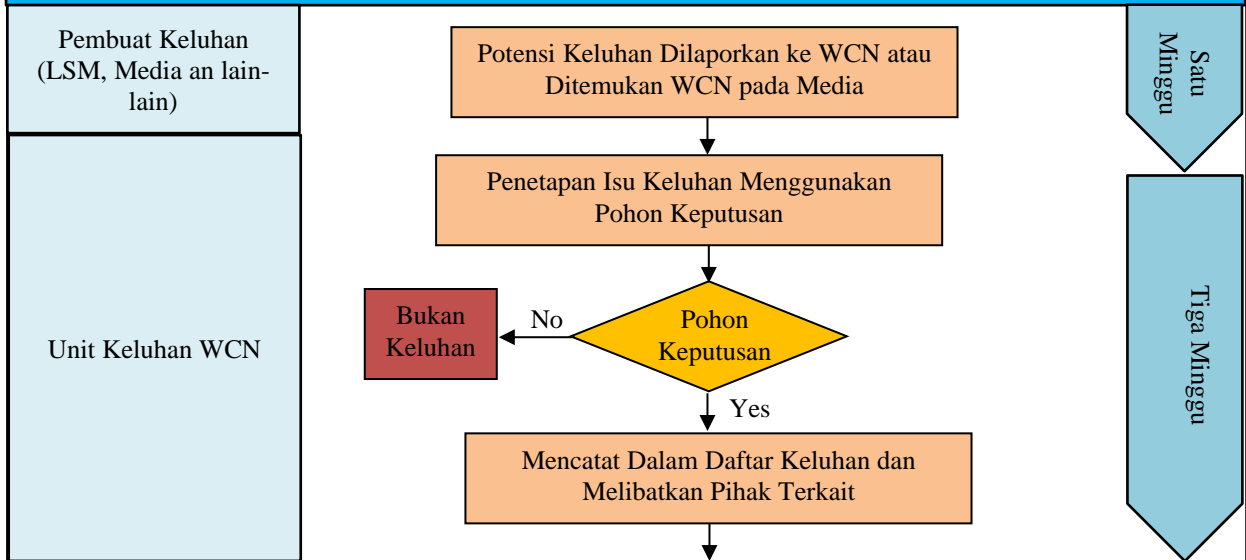 Pembuat Keluhan
(LSM, Media an lain-
lain)
Potensi Keluhan Dilaporkan ke WCN atau
Ditemukan WCN pada Media
Satu
Minggu
Penetapan Isu Keluhan Menggunakan
Pohon Keputusan
Unit Keluhan WCN
Bukan
Keluhan
No
Pohon
Keputusan
Yes
Tiga Minggu
Mencatat Dalam Daftar Keluhan dan
Melibatkan Pihak Terkait